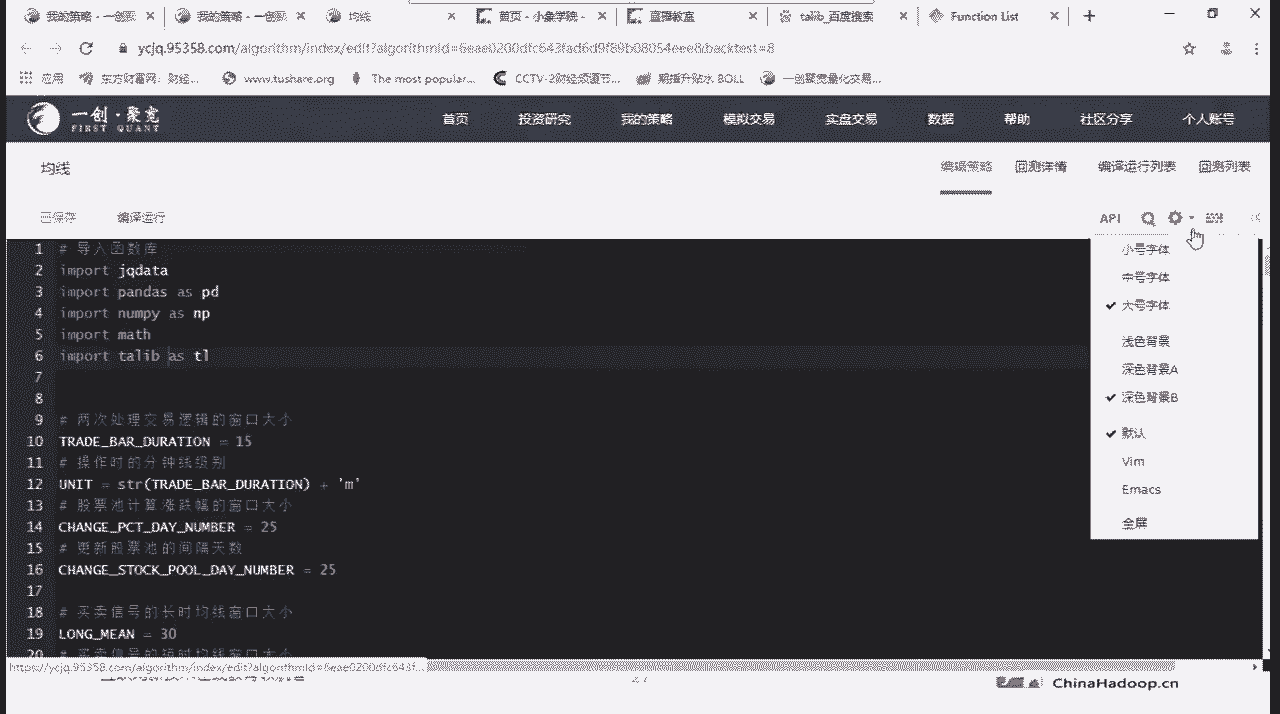 我的策略 - 一创聚 × 我的策略 - 一创聚 × 均线 × 首页 - 小象学院 - × 直播教室 × talib_百度搜索 × Function List ×
ycjq.95358.com/algorithm/index/edit?algorithmId=6eae0200dfc643fad6d9f89b08054eee&backtest=8
应用 东方财富网：财经... www.tushare.org The most popular... CCTV-2财经频道节... 期指升贴水 BOLL 一创聚宽量化交易...
一创·聚宽
FIRST QUANT
首页 投资研究 我的策略 模拟交易 实盘交易 数据 帮助 社区分享 个人账号
均线 编辑策略 回测详情 编译运行列表 回测列表
已保存 编译运行 API
小号字体
中号字体
大号字体
浅色背景
深色背景A
深色背景B
默认
Vim
Emacs
全屏
1 # 导入函数库
2 import jqdata
3 import pandas as pd
4 import numpy as np
5 import math
6 import talib as tl
7
8
9 # 两次处理交易逻辑的窗口大小
10 TRADE_BAR_DURATION = 15
11 # 操作时的分钟线级别
12 UNIT = str(TRADE_BAR_DURATION) + 'm'
13 # 股票池计算涨跌幅的窗口大小
14 CHANGE_PCT_DAY_NUMBER = 25
15 # 更新股票池的间隔天数
16 CHANGE_STOCK_POOL_DAY_NUMBER = 25
17
18 # 买卖信号的长时均线窗口大小
19 LONG_MEAN = 30
20 # 买卖信号的短时均线窗口大小
https://ycjq.95358.com/algorithm/index/edit?algorithmId=6eae0200dfc643f...
ChinaHadoop.cn